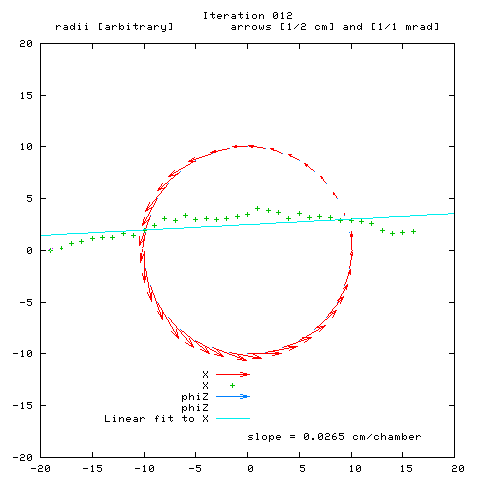 Iteration 012
radii [arbitrary] arrows [1/2 cm] and [1/1 mrad]
20
15
10
5
0
-5
-10
-15
-20
X
X
phiZ
phiZ
Linear fit to X
slope = 0.0265 cm/chamber
-20 -15 -10 -5 0 5 10 15 20